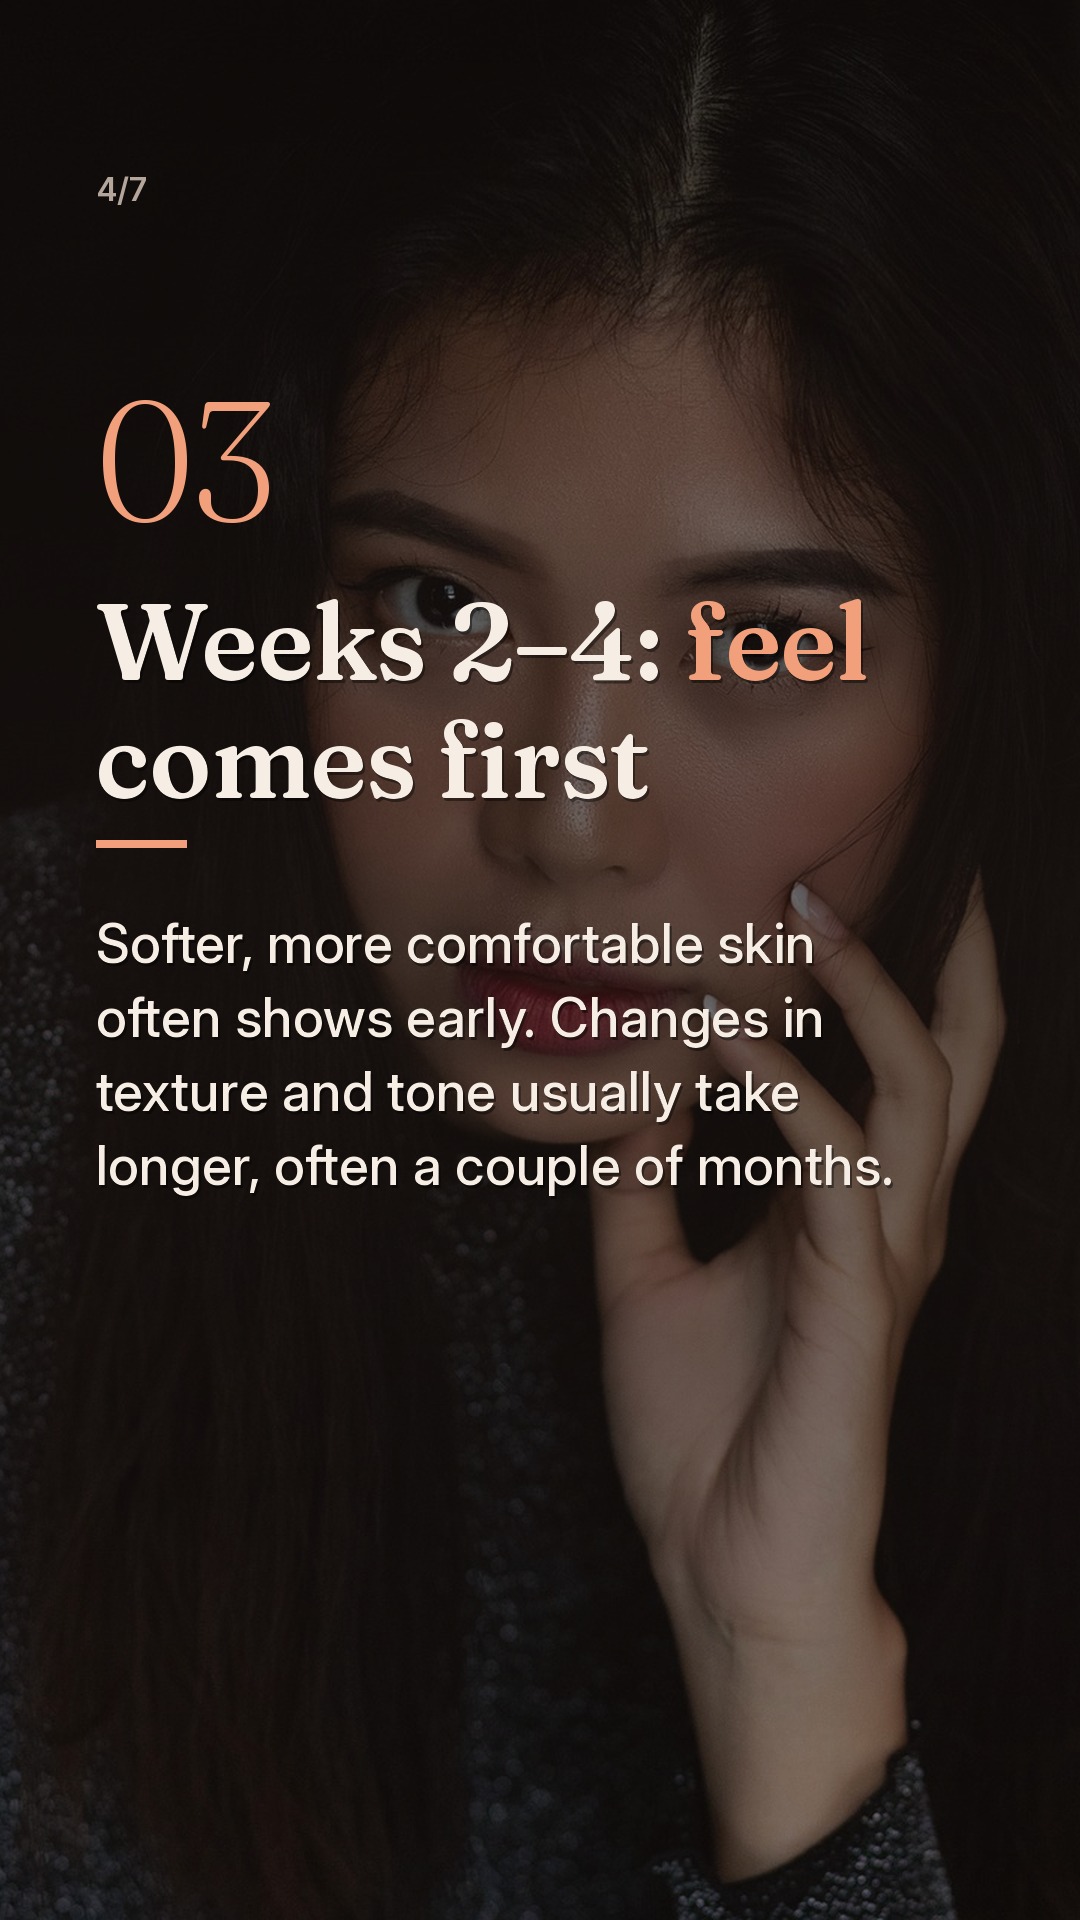 4/7
03
Weeks 2–4: feel
comes first
Softer, more comfortable skin
often shows early. Changes in
texture and tone usually take
longer, often a couple of months.